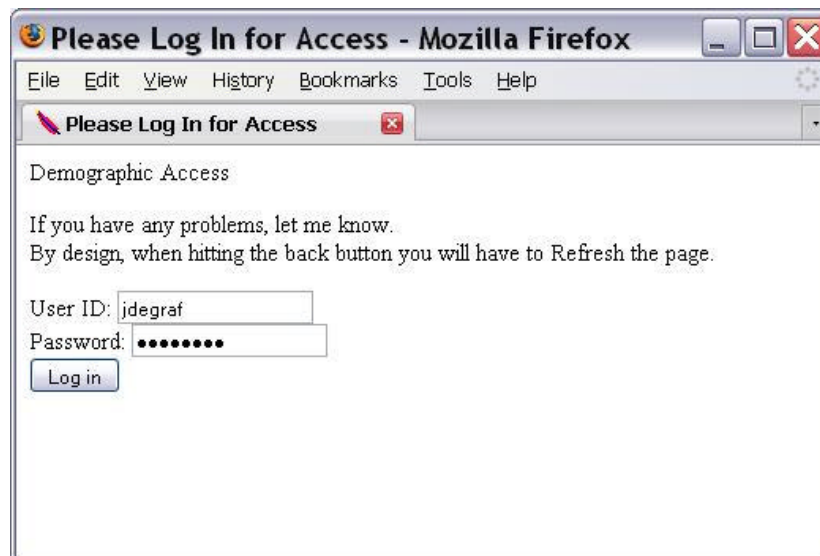 Please Log In for Access - Mozilla Firefox
File Edit View History Bookmarks Tools Help
Please Log In for Access
Demographic Access
If you have any problems, let me know.
By design, when hitting the back button you will have to Refresh the page.
User ID: jdegraf
Password: ••••••••
Log in